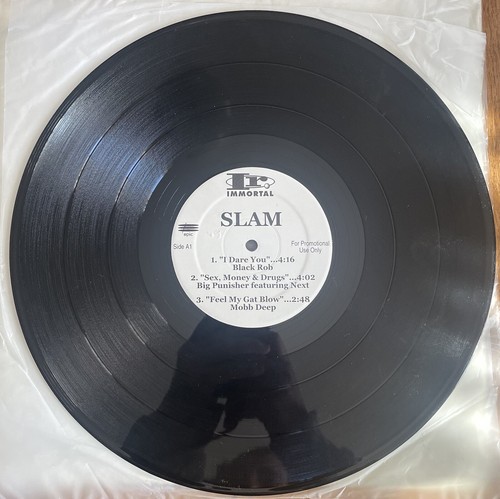 Ir.
IMMORTAL
SLAM
Side A1
For Promotional
Use Only
1. "I Dare You"...4:16
Black Rob
2. "Sex, Money & Drugs"...4:02
Big Punisher featuring Next
3. "Feel My Gat Blow"...2:48
Mobb Deep